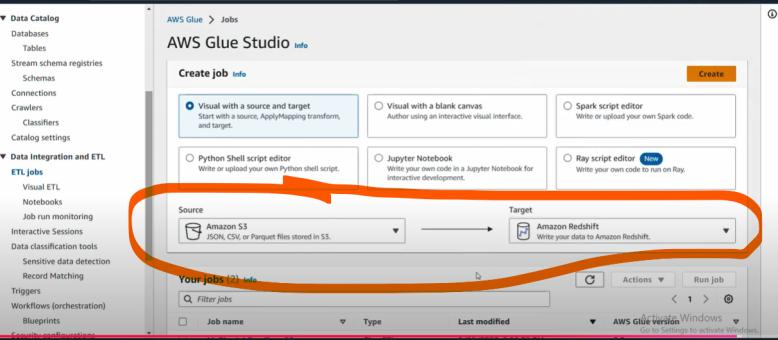 Data Catalog
Databases
Tables
Stream schema registries
Schemas
Connections
Crawlers
Classifiers
Catalog settings
Data Integration and ETL
ETL jobs
Visual ETL
Notebooks
Job run monitoring
Interactive Sessions
Data classification tools
Sensitive data detection
Record Matching
Triggers
Workflows (orchestration)
Blueprints
Security configurations
AWS Glue > Jobs
AWS Glue Studio Info
Create job Info
Create
Visual with a source and target
Start with a source, ApplyMapping transform,
and target.
Visual with a blank canvas
Author using an interactive visual interface.
Spark script editor
Write or upload your own Spark code.
Python Shell script editor
Write or upload your own Python shell script.
Jupyter Notebook
Write your own code in a Jupyter Notebook for
interactive development.
Ray script editor New
Write your own code to run on Ray.
Source
Amazon S3
JSON, CSV, or Parquet files stored in S3.
Target
Amazon Redshift
Write your data to Amazon Redshift.
Your jobs (2) Info
Actions
Run job
Filter jobs
1
Job name
Type
Last modified
AWS Glue version
Activate Windows
Go to Settings to activate Windows.